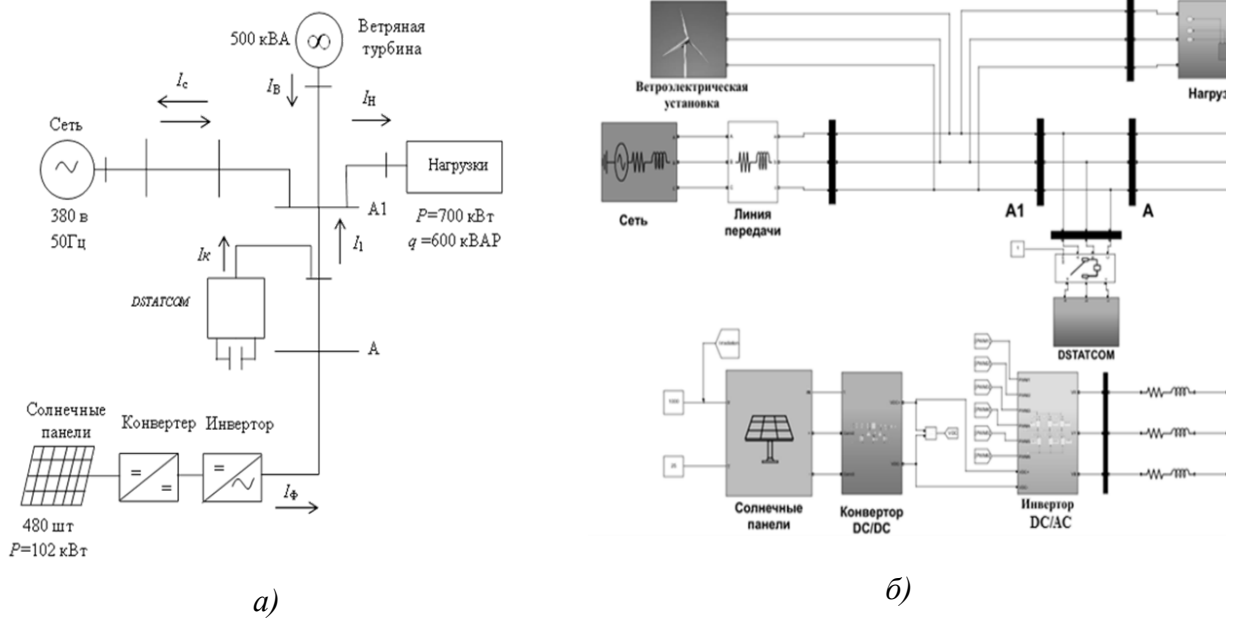 500 кВА
Ветряная
турбина
Iс
Iв
Iн
Сеть
380 в
50Гц
Нагрузки
P=700 кВт
q =600 кВАР
A1
Iк
I1
DSTATCOM
A
Солнечные
панели
Конвертер
Инвертор
Iф
480 шт
P=102 кВт
а)
Ветроэлектрическая
установка
Нагруз
Сеть
Линия
передачи
A1
A
DSTATCOM
Солнечные
панели
Конвертор
DC/DC
Инвертор
DC/AC
б)